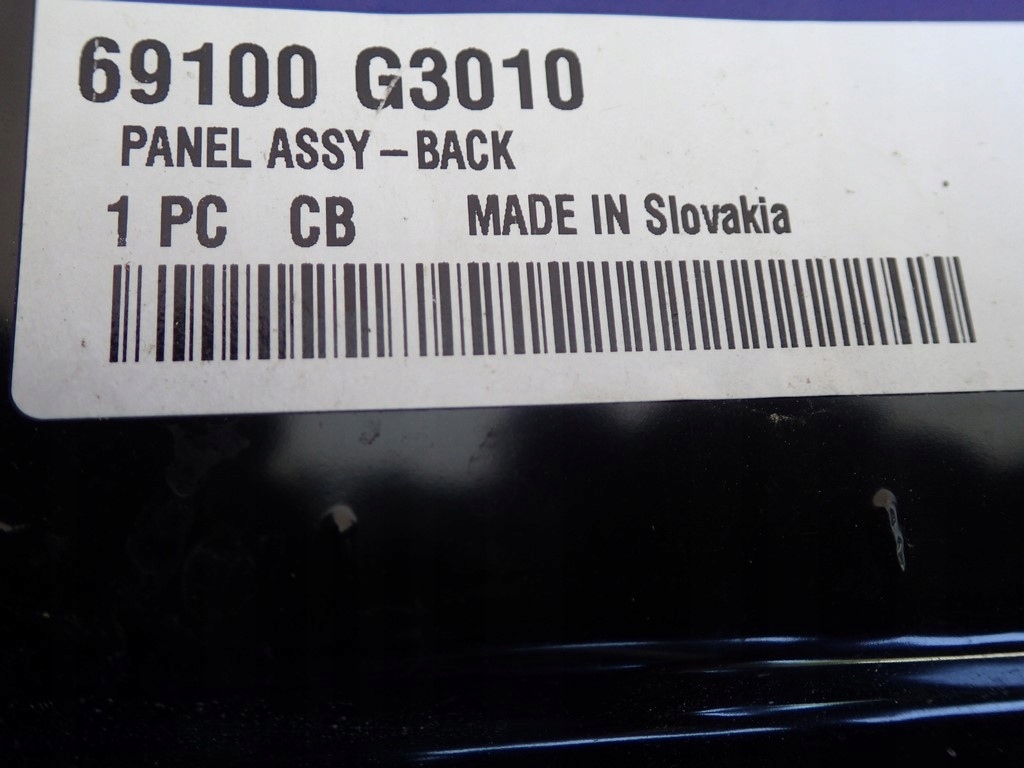 69100 G3010
PANEL ASSY-BACK
1 PC CB MADE IN Slovakia